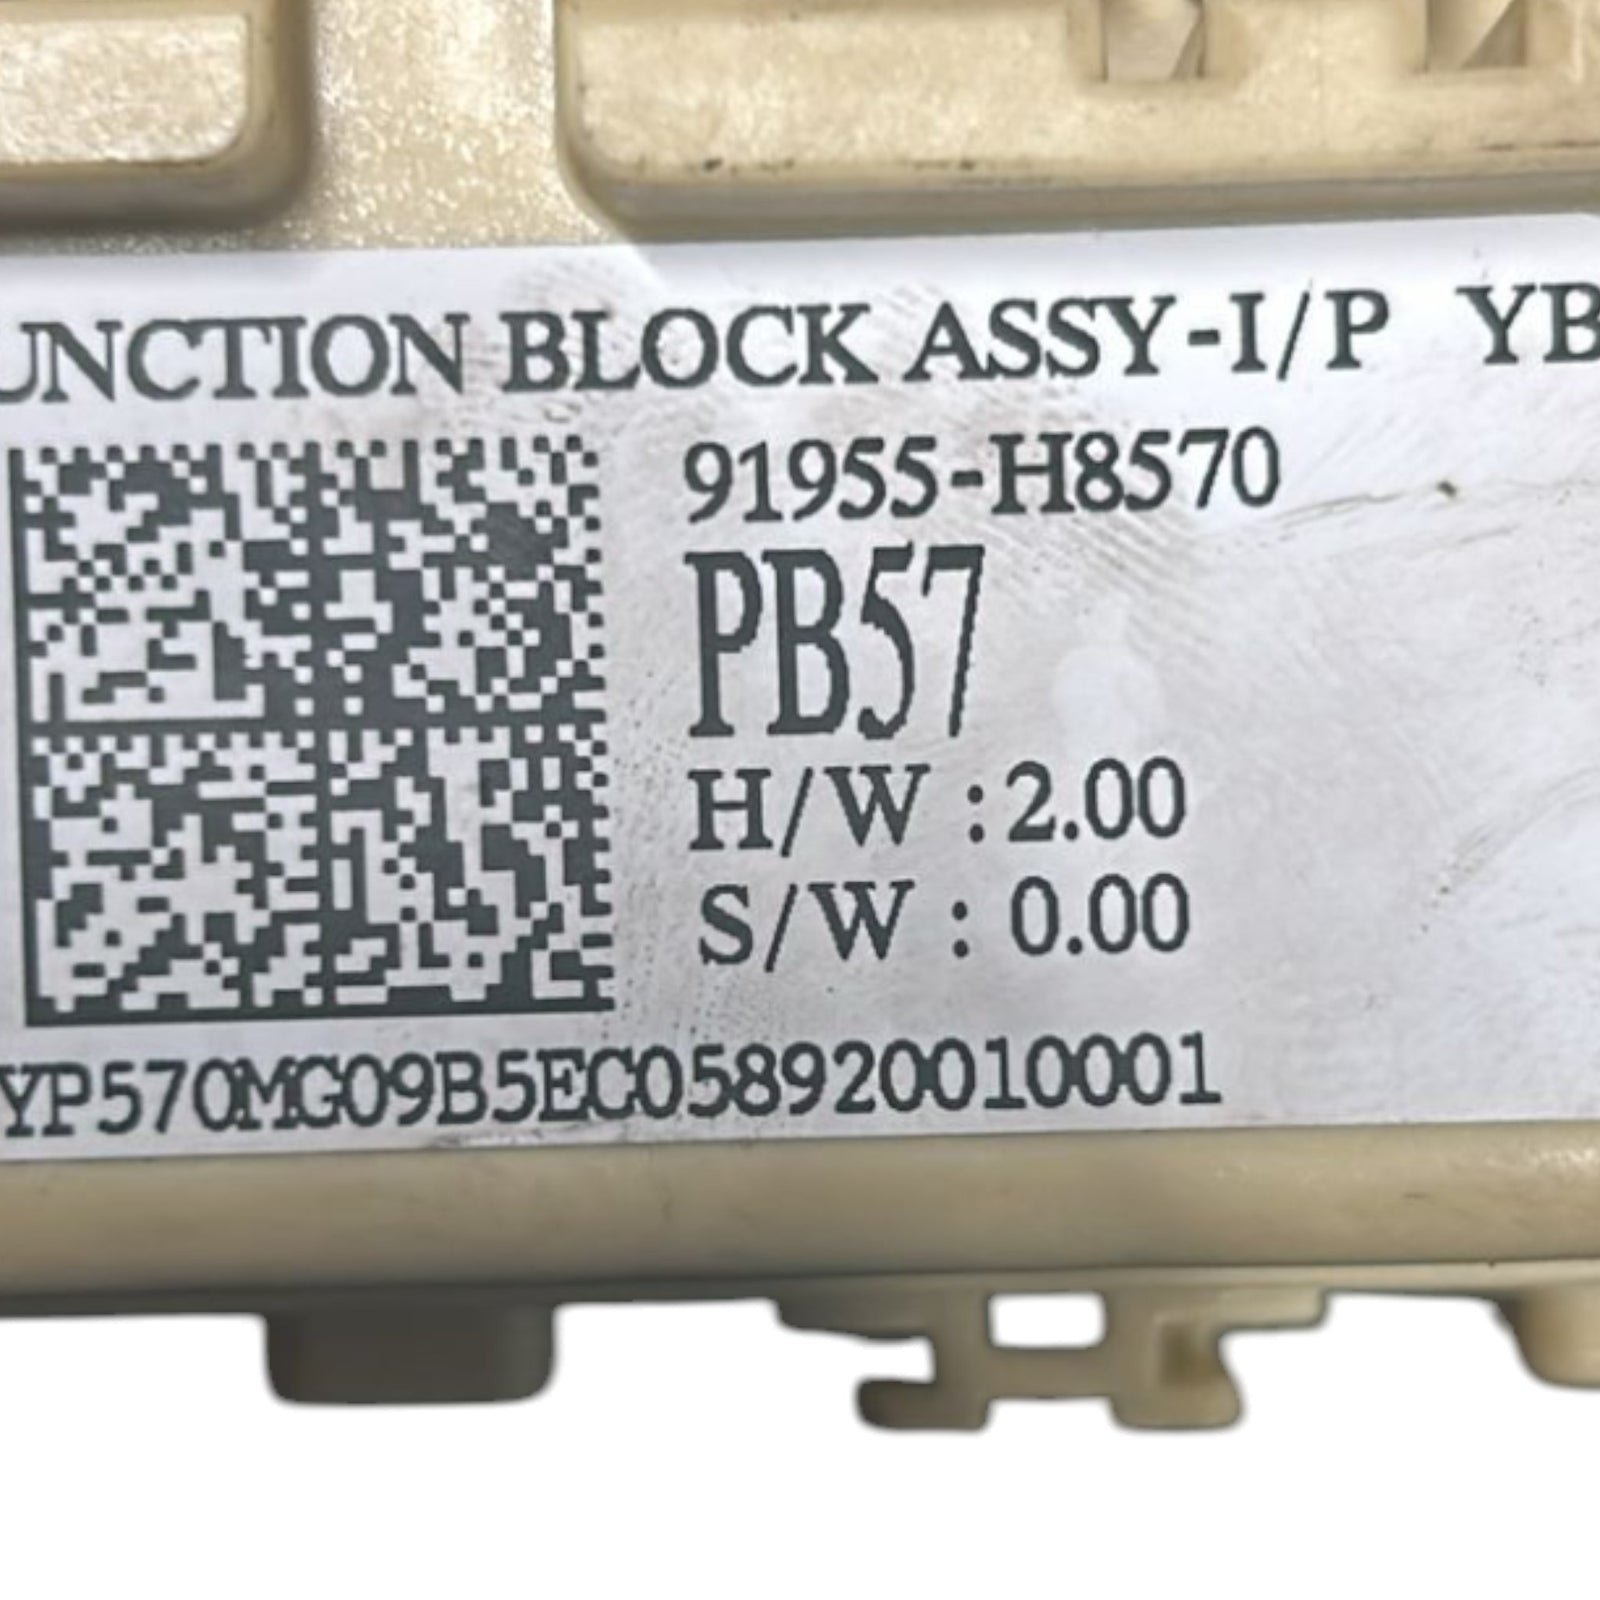 UNCTION BLOCK ASSY-I/P YB
91955-H8570
PB57
H/W : 2.00
S/W : 0.00
YP570MG09B5EC058920010001